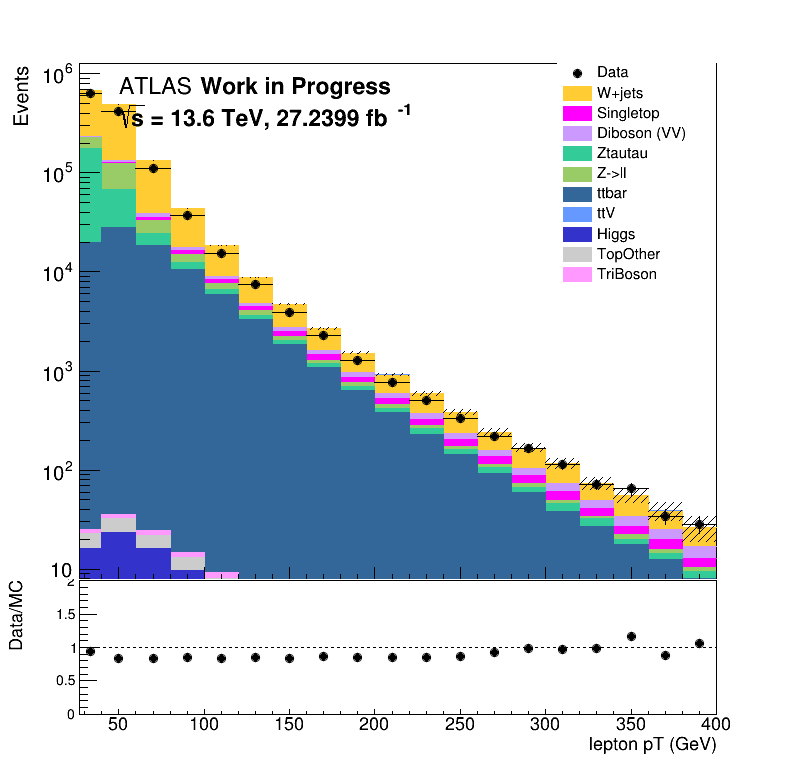 Events
10^6
10^5
10^4
10^3
10^2
10
ATLAS Work in Progress
√s = 13.6 TeV, 27.2399 fb -1
Data
W+jets
Singletop
Diboson (VV)
Ztautau
Z->ll
ttbar
ttV
Higgs
TopOther
TriBoson
Data/MC
2
1.5
1
0.5
0
50 100 150 200 250 300 350 400
lepton pT (GeV)